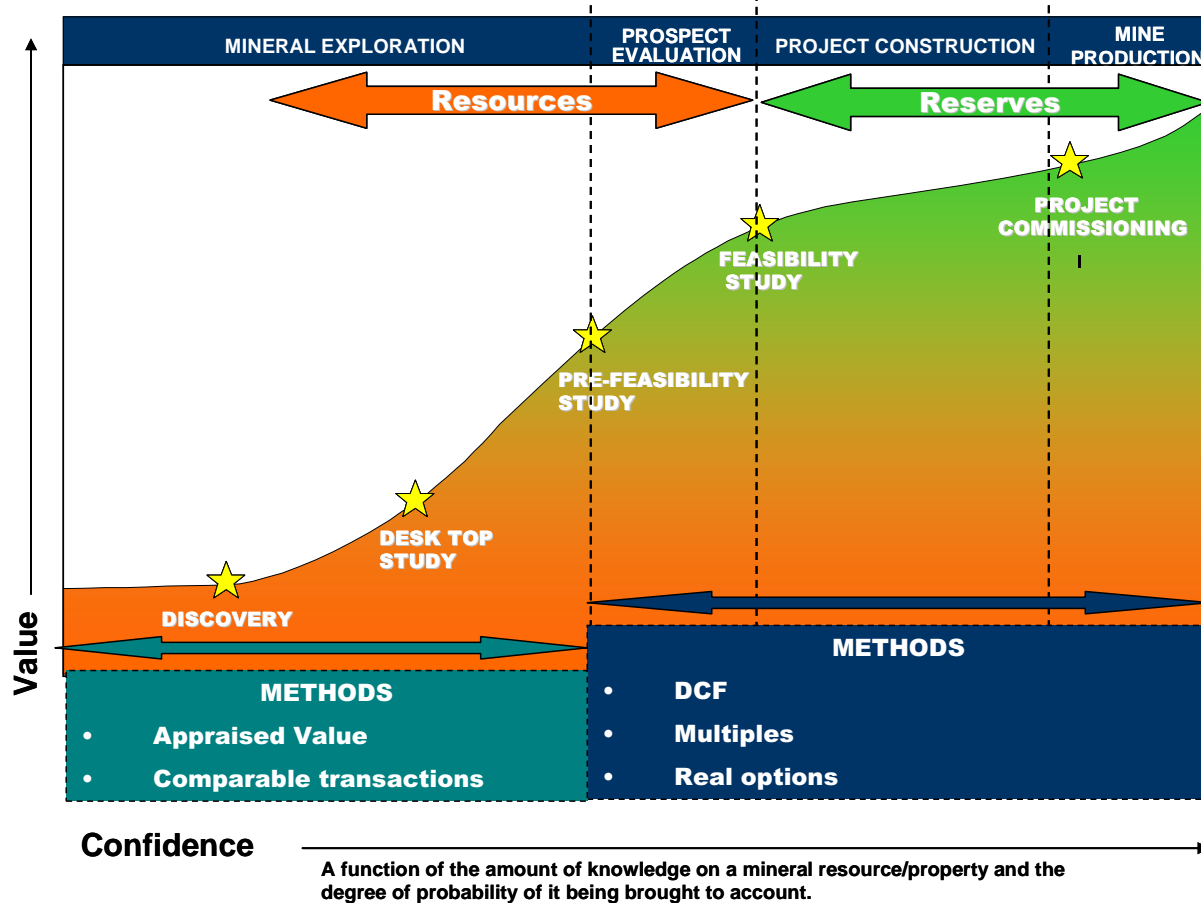 MINERAL EXPLORATION
PROSPECT
EVALUATION
PROJECT CONSTRUCTION
MINE
PRODUCTION
Resources
Reserves
PROJECT
COMMISSIONING
FEASIBILITY
STUDY
PRE-FEASIBILITY
STUDY
DESK TOP
STUDY
DISCOVERY
Value
METHODS
• Appraised Value
• Comparable transactions
METHODS
• DCF
• Multiples
• Real options
Confidence
A function of the amount of knowledge on a mineral resource/property and the
degree of probability of it being brought to account.